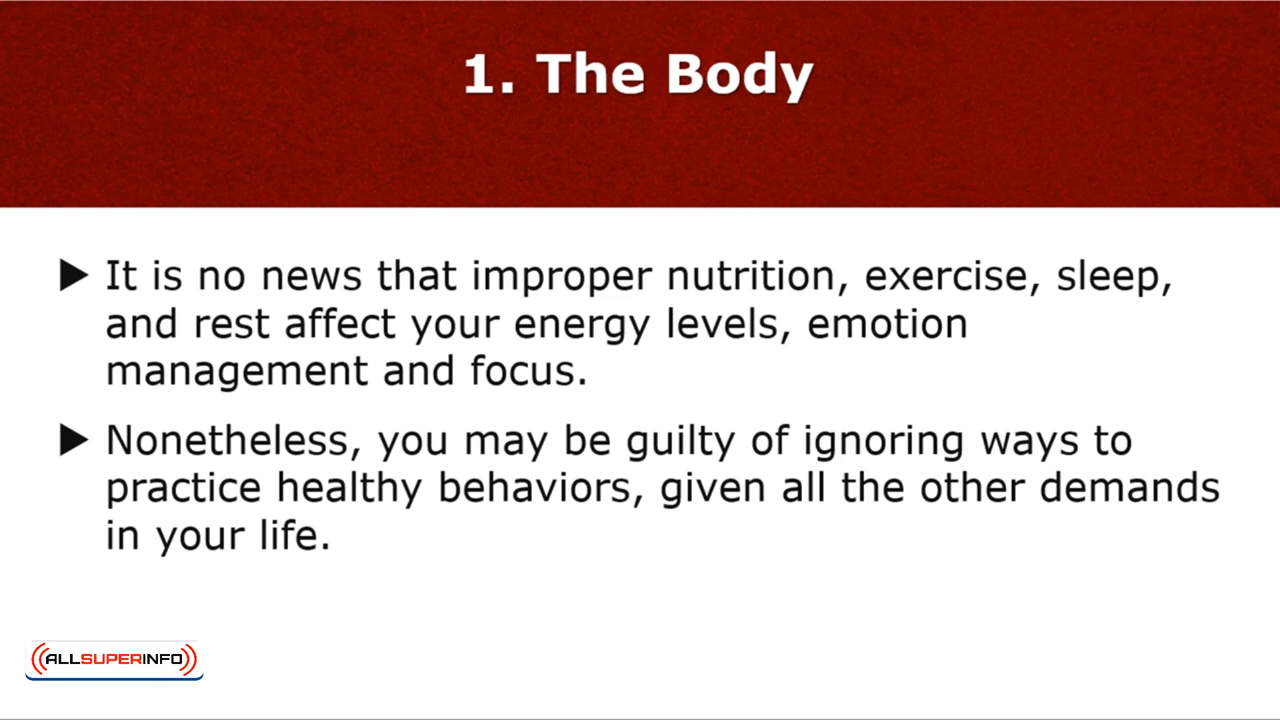 1. The Body
▶ It is no news that improper nutrition, exercise, sleep,
and rest affect your energy levels, emotion
management and focus.
▶ Nonetheless, you may be guilty of ignoring ways to
practice healthy behaviors, given all the other demands
in your life.
ALLSUPERINFO